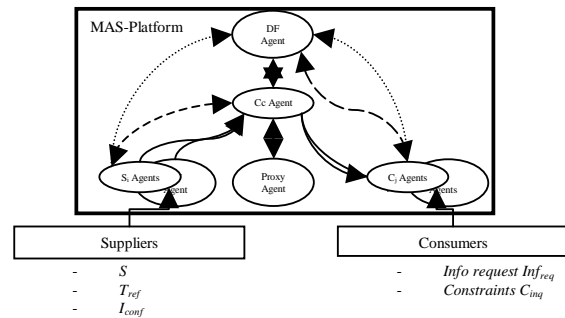 MAS-Platform
DF
Agent
Cc Agent
Si Agents
Agent
Proxy
Agent
Cj Agents
Suppliers
- S
- Tref
- Iconf
Consumers
- Info request Infreq
- Constraints Cinq